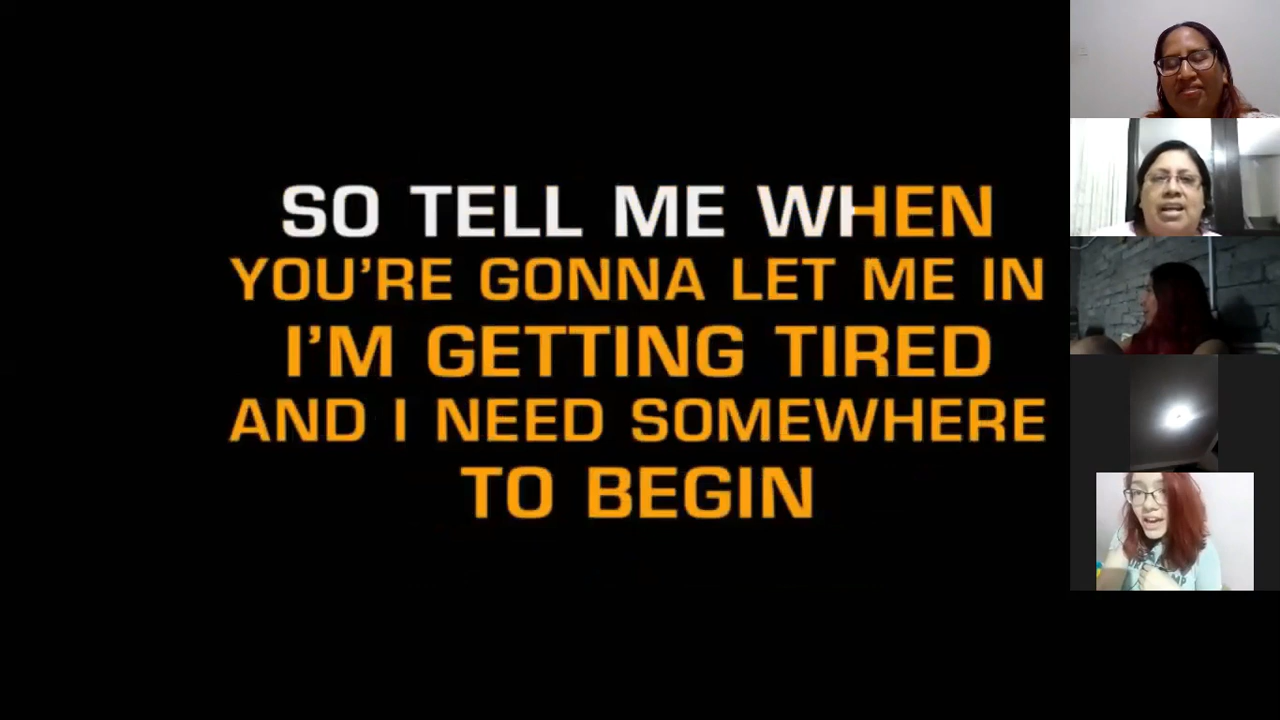 SO TELL ME WHEN
YOU'RE GONNA LET ME IN
I'M GETTING TIRED
AND I NEED SOMEWHERE
TO BEGIN